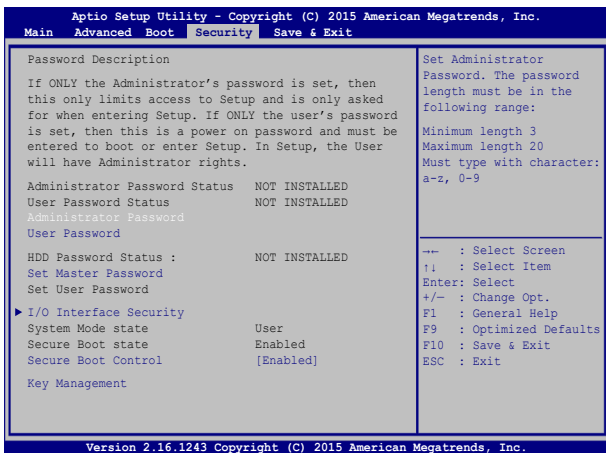 Aptio Setup Utility - Copyright (C) 2015 American Megatrends, Inc.
Main Advanced Boot Security Save & Exit
Password Description
If ONLY the Administrator's password is set, then
this only limits access to Setup and is only asked
for when entering Setup. If ONLY the user's password
is set, then this is a power on password and must be
entered to boot or enter Setup. In Setup, the User
will have Administrator rights.
Administrator Password Status NOT INSTALLED
User Password Status NOT INSTALLED
Administrator Password
User Password
HDD Password Status : NOT INSTALLED
Set Master Password
Set User Password
▶ I/O Interface Security
System Mode state User
Secure Boot state Enabled
Secure Boot Control [Enabled]
Key Management
Set Administrator
Password. The password
length must be in the
following range:
Minimum length 3
Maximum length 20
Must type with character:
a-z, 0-9
→← : Select Screen
↑↓ : Select Item
Enter: Select
+/— : Change Opt.
F1 : General Help
F9 : Optimized Defaults
F10 : Save & Exit
ESC : Exit
Version 2.16.1243 Copyright (C) 2015 American Megatrends, Inc.